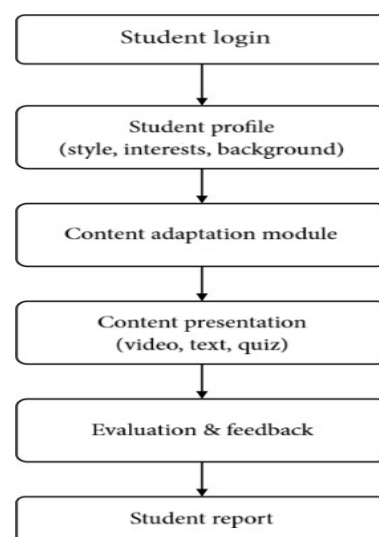 Student login
Student profile
(style, interests, background)
Content adaptation module
Content presentation
(video, text, quiz)
Evaluation & feedback
Student report